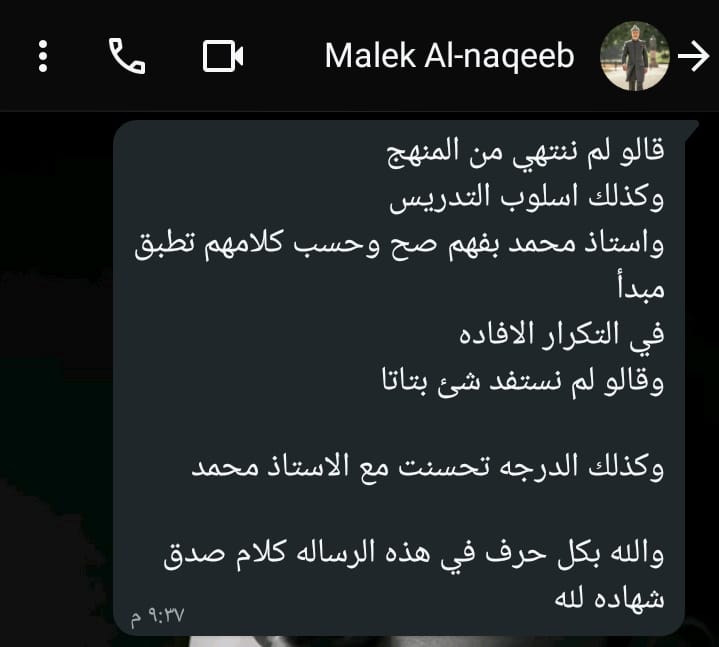 Malek Al-naqeeb
قالو لم ننتهي من المنهج
وكذلك اسلوب التدريس
واستاذ محمد بفهم صح وحسب كلامهم تطبق
مبدأ
في التكرار الافاده
وقالو لم نستفد شئ بتاتا
وكذلك الدرجه تحسنت مع الاستاذ محمد
والله بكل حرف في هذه الرساله كلام صدق
شهاده لله
٩:٣٧ م